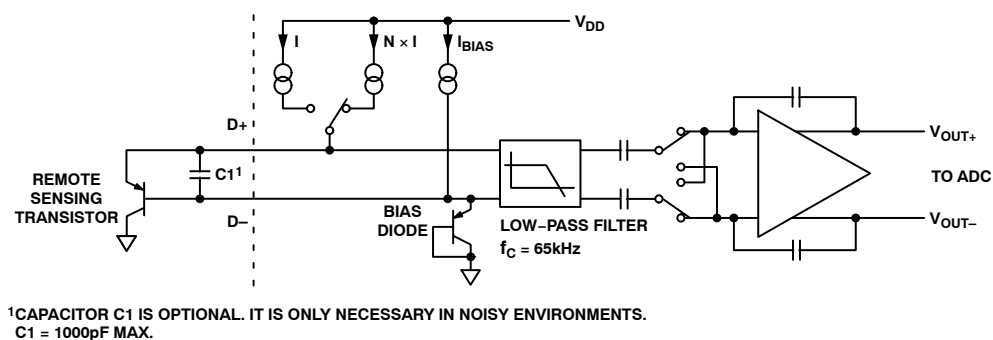 V_DD
I
N × I
I_BIAS
D+
C1¹
REMOTE
SENSING
TRANSISTOR
D−
BIAS
DIODE
LOW−PASS FILTER
f_C = 65kHz
V_OUT+
TO ADC
V_OUT−
¹CAPACITOR C1 IS OPTIONAL. IT IS ONLY NECESSARY IN NOISY ENVIRONMENTS.
C1 = 1000pF MAX.